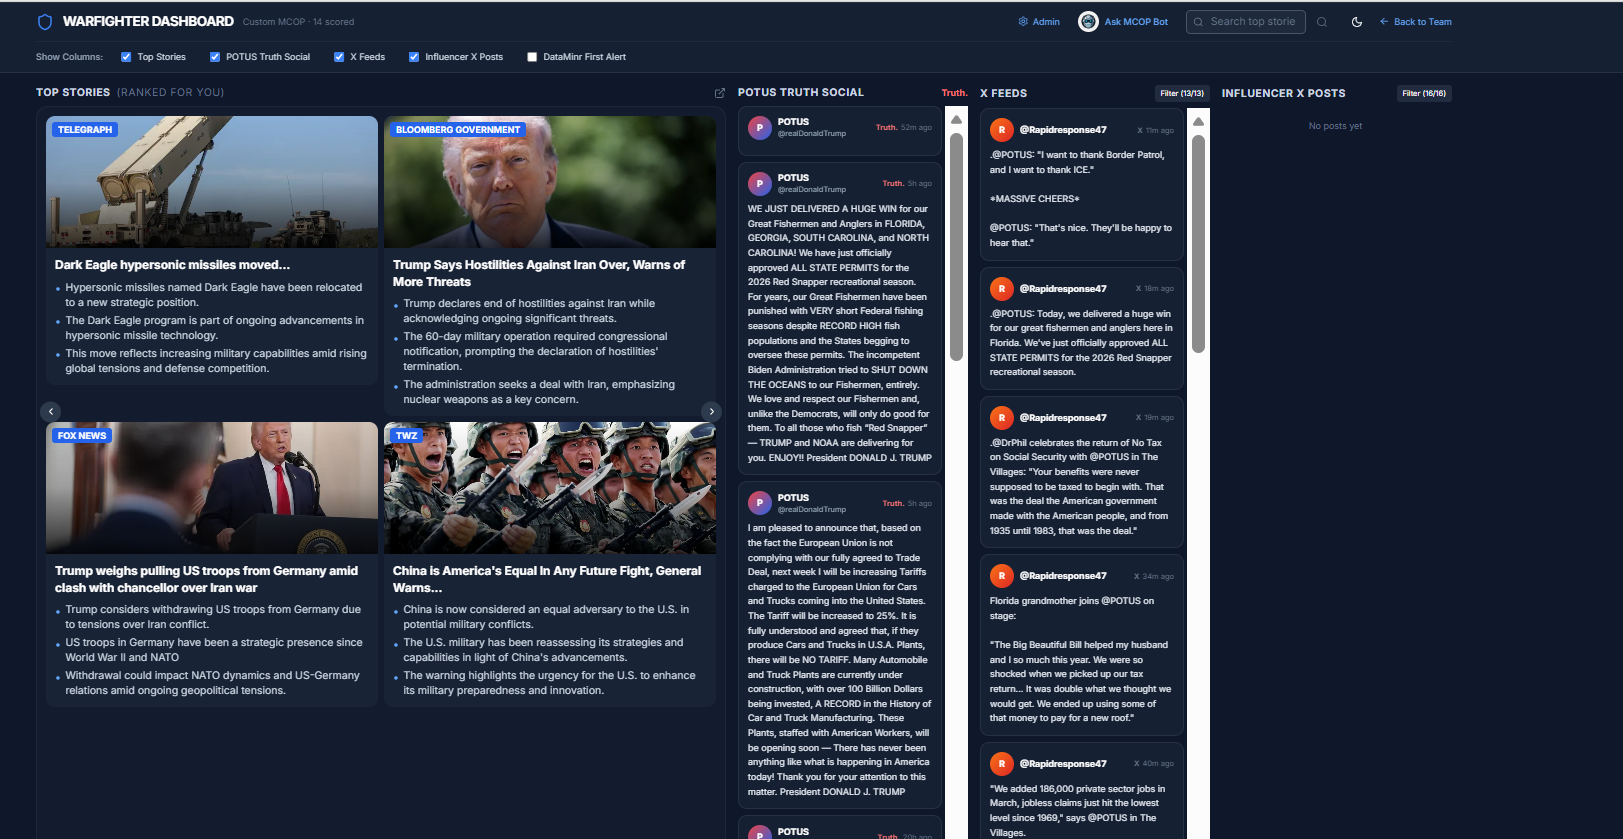 WARFIGHTER DASHBOARD
Custom MCOP · 14 scored
Admin
Ask MCOP Bot
Search top storie
Back to Team
Show Columns:
Top Stories
POTUS Truth Social
X Feeds
Influencer X Posts
DataMinr First Alert
TOP STORIES (RANKED FOR YOU)
TELEGRAPH
Dark Eagle hypersonic missiles moved...
Hypersonic missiles named Dark Eagle have been relocated
to a new strategic position.
The Dark Eagle program is part of ongoing advancements in
hypersonic missile technology.
This move reflects increasing military capabilities amid rising
global tensions and defense competition.
BLOOMBERG GOVERNMENT
Trump Says Hostilities Against Iran Over, Warns of
More Threats
Trump declares end of hostilities against Iran while
acknowledging ongoing significant threats.
The 60-day military operation required congressional
notification, prompting the declaration of hostilities'
termination.
The administration seeks a deal with Iran, emphasizing
nuclear weapons as a key concern.
FOX NEWS
Trump weighs pulling US troops from Germany amid
clash with chancellor over Iran war
Trump considers withdrawing US troops from Germany due
to tensions over Iran conflict.
US troops in Germany have been a strategic presence since
World War II and NATO
Withdrawal could impact NATO dynamics and US-Germany
relations amid ongoing geopolitical tensions.
TWZ
China is America's Equal In Any Future Fight, General
Warns...
China is now considered an equal adversary to the U.S. in
potential military conflicts.
The U.S. military has been reassessing its strategies and
capabilities in light of China's advancements.
The warning highlights the urgency for the U.S. to enhance
its military preparedness and innovation.
POTUS TRUTH SOCIAL
Truth.
P
POTUS
@realDonaldTrump
Truth. 52m ago
P
POTUS
@realDonaldTrump
Truth. 5h ago
WE JUST DELIVERED A HUGE WIN for our
Great Fishermen and Anglers in FLORIDA,
GEORGIA, SOUTH CAROLINA, and NORTH
CAROLINA! We have just officially
approved ALL STATE PERMITS for the
2026 Red Snapper recreational season.
For years, our Great Fishermen have been
punished with VERY short Federal fishing
seasons despite RECORD HIGH fish
populations and the States begging to
oversee these permits. The incompetent
Biden Administration tried to SHUT DOWN
THE OCEANS to our Fishermen, entirely.
We love and respect our Fishermen and,
unlike the Democrats, will only do good for
them. To all those who fish “Red Snapper”
— TRUMP and NOAA are delivering for
you. ENJOY!! President DONALD J. TRUMP
P
POTUS
@realDonaldTrump
Truth. 5h ago
I am pleased to announce that, based on
the fact the European Union is not
complying with our fully agreed to Trade
Deal, next week I will be increasing Tariffs
charged to the European Union for Cars
and Trucks coming into the United States.
The Tariff will be increased to 25%. It is
fully understood and agreed that, if they
produce Cars and Trucks in U.S.A. Plants,
there will be NO TARIFF. Many Automobile
and Truck Plants are currently under
construction, with over 100 Billion Dollars
being invested, A RECORD in the History of
Car and Truck Manufacturing. These
Plants, staffed with American Workers, will
be opening soon — There has never been
anything like what is happening in America
today! Thank you for your attention to this
matter. President DONALD J. TRUMP
P
POTUS
Truth. 20h ago
X FEEDS
Filter (13/13)
R
@Rapidresponse47
X 11m ago
.@POTUS: "I want to thank Border Patrol,
and I want to thank ICE."
*MASSIVE CHEERS*
@POTUS: "That's nice. They'll be happy to
hear that."
R
@Rapidresponse47
X 18m ago
.@POTUS: Today, we delivered a huge win
for our great fishermen and anglers here in
Florida. We've just officially approved ALL
STATE PERMITS for the 2026 Red Snapper
recreational season.
R
@Rapidresponse47
X 19m ago
.@DrPhil celebrates the return of No Tax
on Social Security with @POTUS in The
Villages: "Your benefits were never
supposed to be taxed to begin with. That
was the deal the American government
made with the American people, and from
1935 until 1983, that was the deal."
R
@Rapidresponse47
X 34m ago
Florida grandmother joins @POTUS on
stage:
"The Big Beautiful Bill helped my husband
and I so much this year. We were so
shocked when we picked up our tax
return... It was double what we thought we
would get. We ended up using some of
that money to pay for a new roof."
R
@Rapidresponse47
X 40m ago
"We added 186,000 private sector jobs in
March, jobless claims just hit the lowest
level since 1969," says @POTUS in The
Villages.
INFLUENCER X POSTS
Filter (16/16)
No posts yet